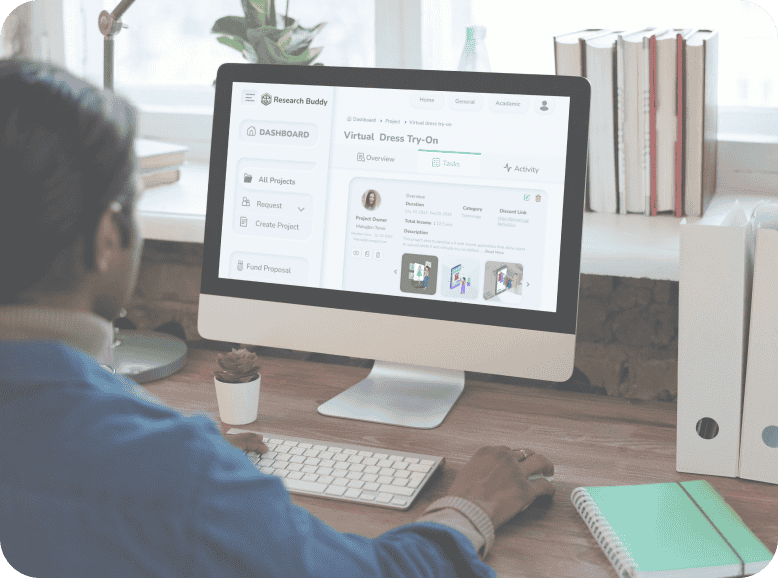 Research Buddy
Home
General
Academic
DASHBOARD
Dashboard
Project
Virtual dress try-on
Virtual Dress Try-On
Overview
Tasks
Activity
All Projects
Request
Create Project
Fund Proposal
Project Owner
Overview
Duration
Total Income
Description
Category
Discord Link
Read More